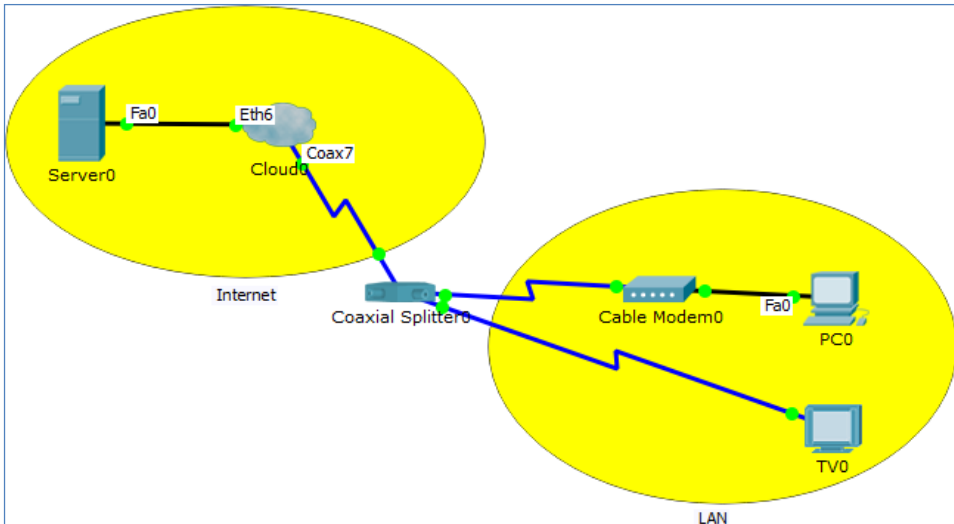 Fa0
Eth6
Server0
Cloud0
Coax7
Internet
Coaxial Splitter0
Cable Modem0
Fa0
PC0
TV0
LAN